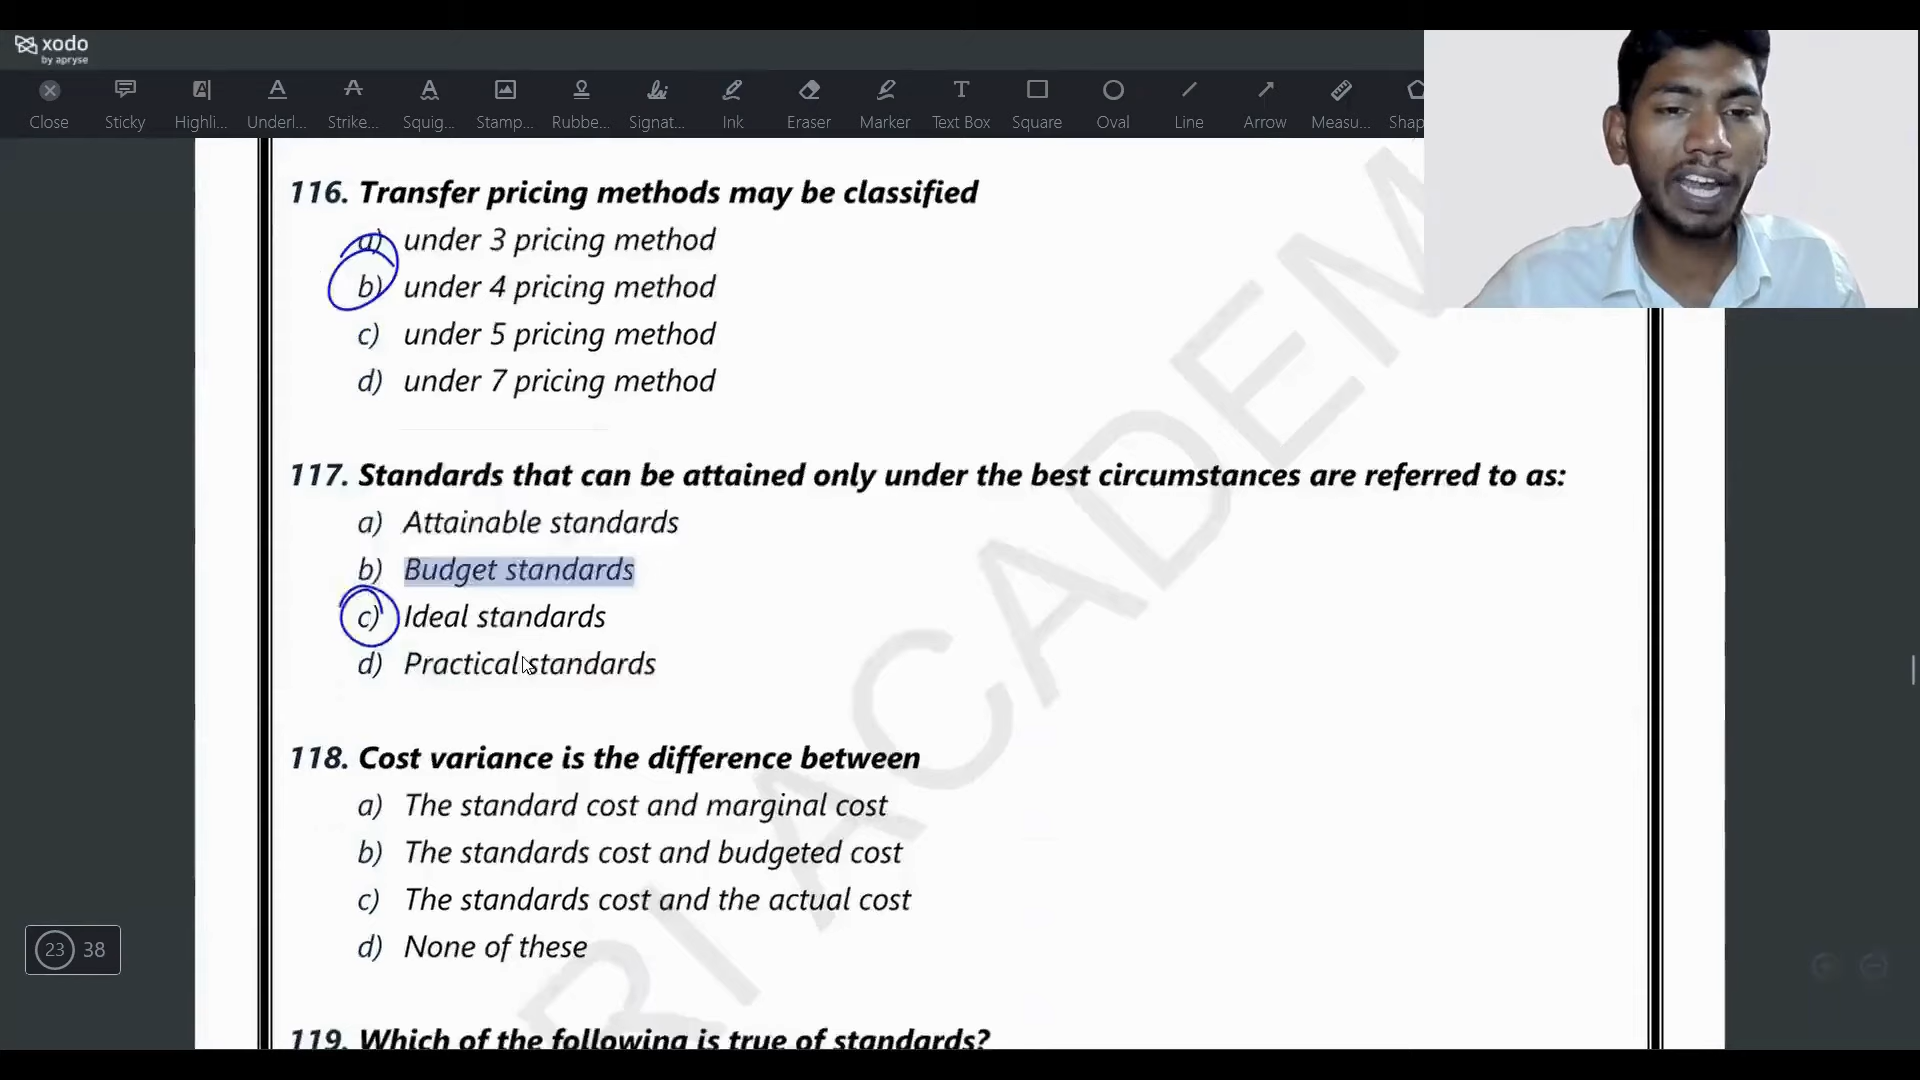 xodo
by apryse
Close Sticky Highli... Underl... Strike... Squig... Stamp... Rubbe... Signat... Ink Eraser Marker Text Box Square Oval Line Arrow Measu... Shap
116. Transfer pricing methods may be classified
a) under 3 pricing method
b) under 4 pricing method
c) under 5 pricing method
d) under 7 pricing method
117. Standards that can be attained only under the best circumstances are referred to as:
a) Attainable standards
b) Budget standards
c) Ideal standards
d) Practical standards
118. Cost variance is the difference between
a) The standard cost and marginal cost
b) The standards cost and budgeted cost
c) The standards cost and the actual cost
d) None of these
119. Which of the following is true of standards?
23 38
RI ACADEM